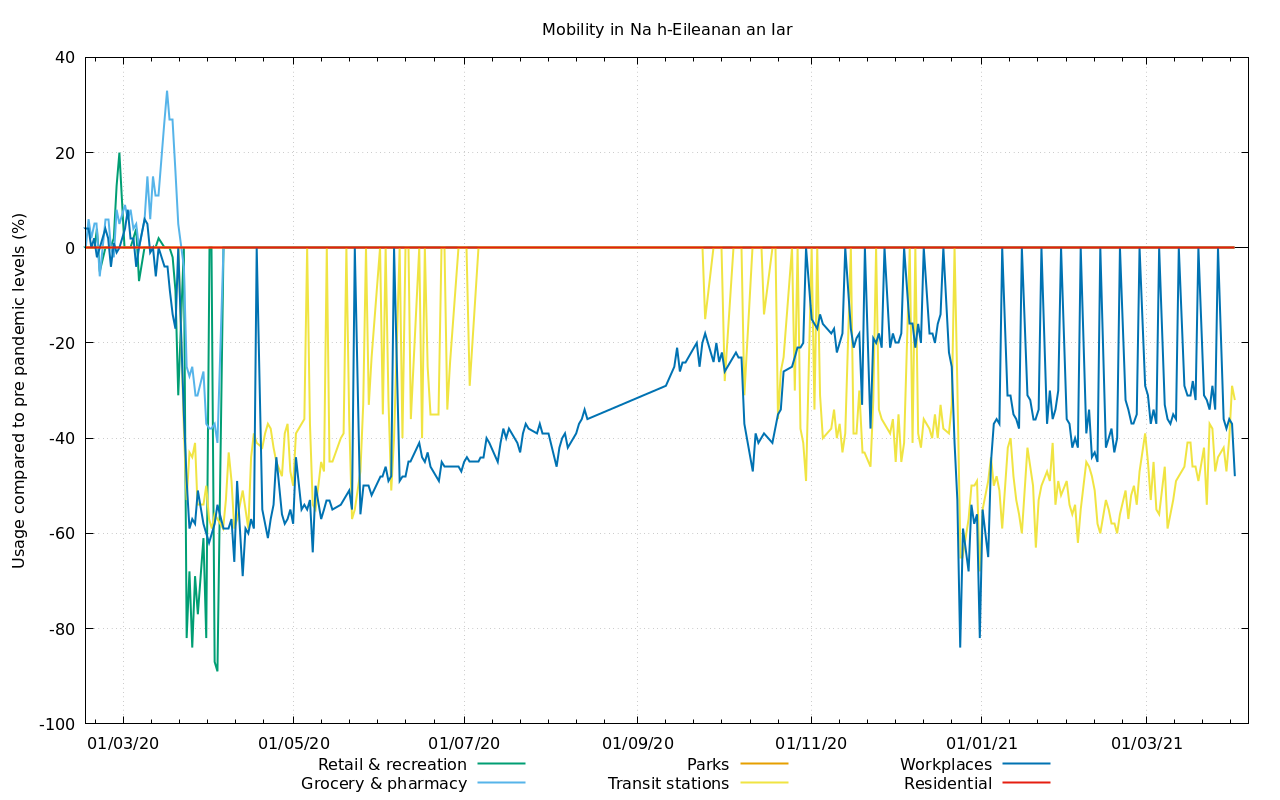 Mobility in Na h-Eileanan an Iar
Usage compared to pre pandemic levels (%)
40
20
0
-20
-40
-60
-80
-100
01/03/20 01/05/20 01/07/20 01/09/20 01/11/20 01/01/21 01/03/21
Retail & recreation Parks Workplaces
Grocery & pharmacy Transit stations Residential